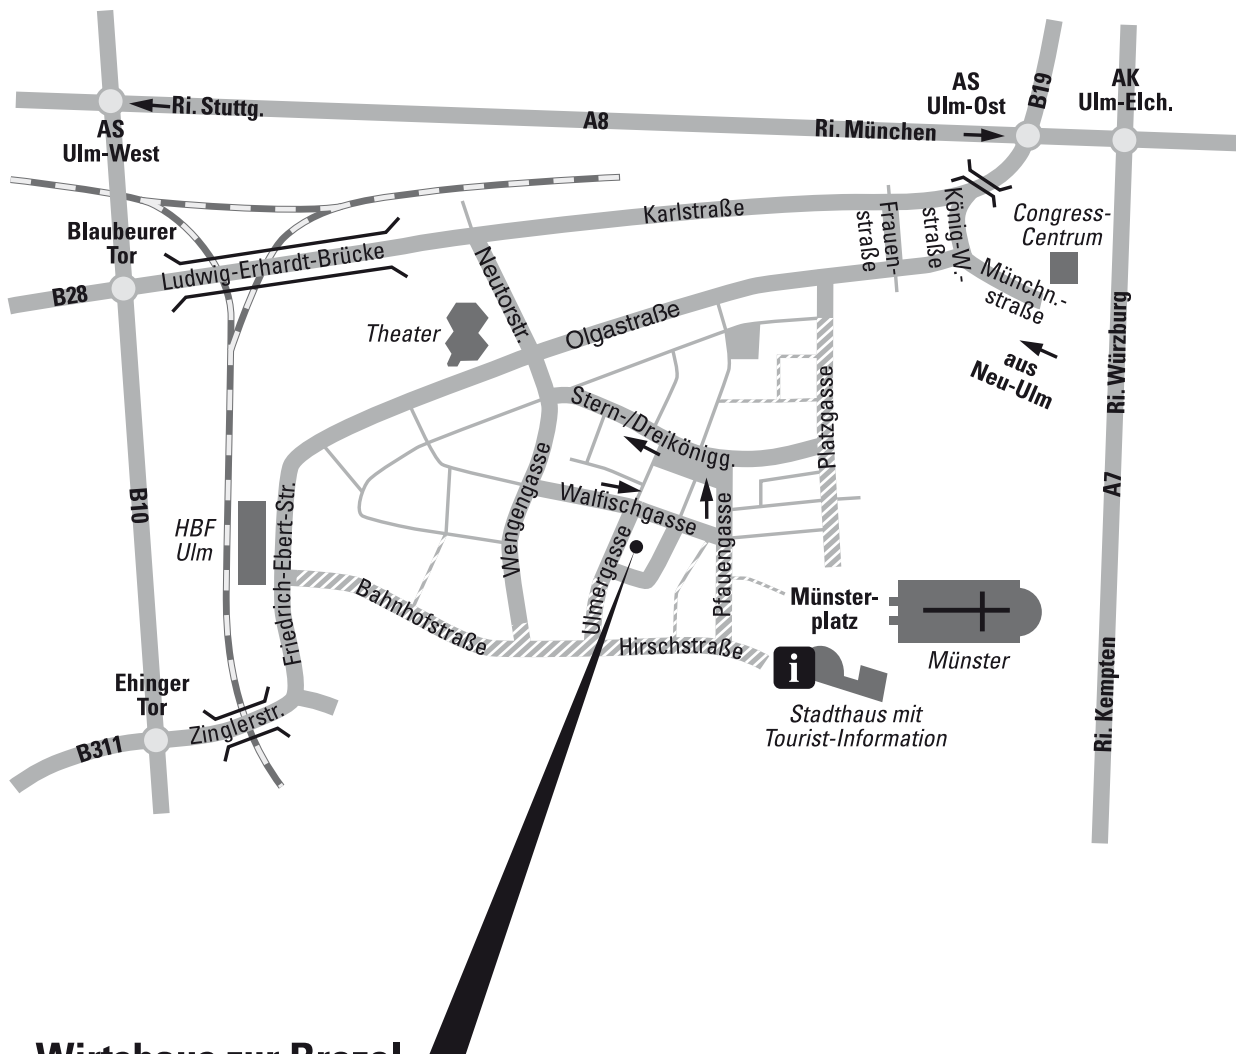 B19
AS
Ulm-Ost
AK
Ulm-Elch.
Ri. Stuttg.
A8
Ri. München
AS
Ulm-West
Karlstraße
Frauen-
straße
König-W.-
straße
Congress-
Centrum
Blaubeurer
Tor
Ludwig-Erhardt-Brücke
B28
Neutorstr.
Münchn.-
straße
Theater
Olgastraße
aus
Neu-Ulm
Ri. Würzburg
Stern-/Dreikönigg.
Platzgasse
A7
B10
HBF
Ulm
Friedrich-Ebert-Str.
Wengengasse
Walfischgasse
Ulmergasse
Pfauengasse
Bahnhofstraße
Hirschstraße
Münster-
platz
Münster
i
Stadthaus mit
Tourist-Information
Ri. Kempten
Ehinger
Tor
Zinglerstr.
B311
Wirtshaus zur Brezel